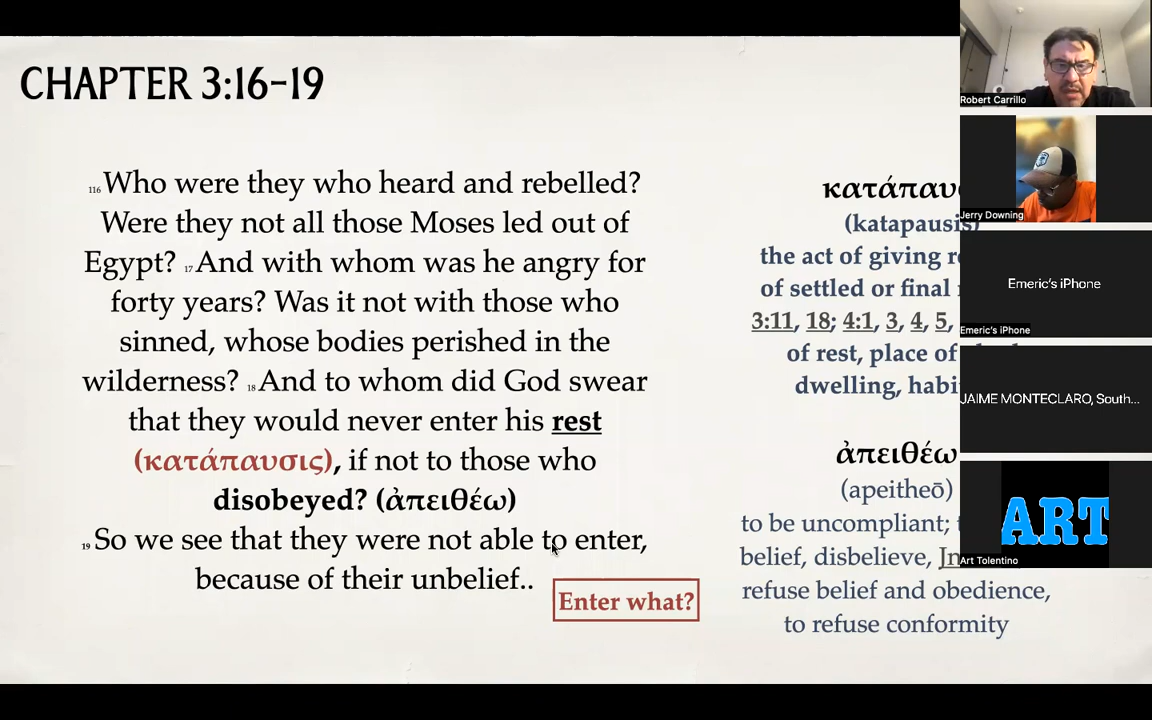 CHAPTER 3:16-19
116 Who were they who heard and rebelled?
Were they not all those Moses led out of
Egypt? 17 And with whom was he angry for
forty years? Was it not with those who
sinned, whose bodies perished in the
wilderness? 18 And to whom did God swear
that they would never enter his rest
(κατάπαυσις), if not to those who
disobeyed? (ἀπειθέω)
19 So we see that they were not able to enter,
because of their unbelief..
Enter what?
(katapausis)
the act of giving
of settled or final
3:11, 18; 4:1, 3, 4, 5,
of rest, place of
dwelling,
ἀπειθέω
(apeitheō)
to be uncompliant;
belief, disbelieve, Jn
refuse belief and obedience,
to refuse conformity
Robert Carrillo
Jerry Downing
Emeric's iPhone
Emeric's iPhone
JAIME MONTECLARO, South...
ART
Art Tolentino